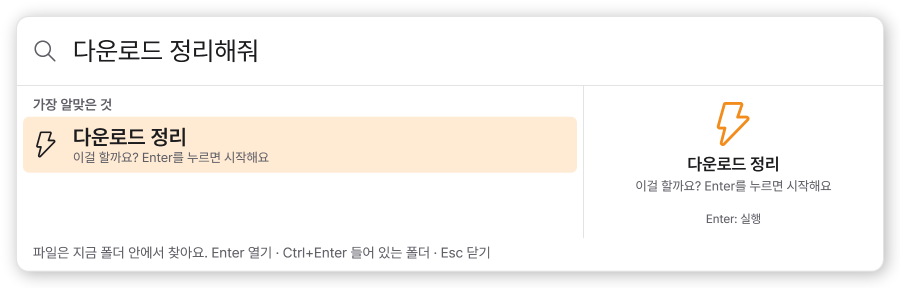 다운로드 정리해줘
가장 알맞은 것
다운로드 정리
이걸 할까요? Enter를 누르면 시작해요
다운로드 정리
이걸 할까요? Enter를 누르면 시작해요
Enter: 실행
파일은 지금 폴더 안에서 찾아요. Enter 열기 · Ctrl+Enter 들어 있는 폴더 · Esc 닫기